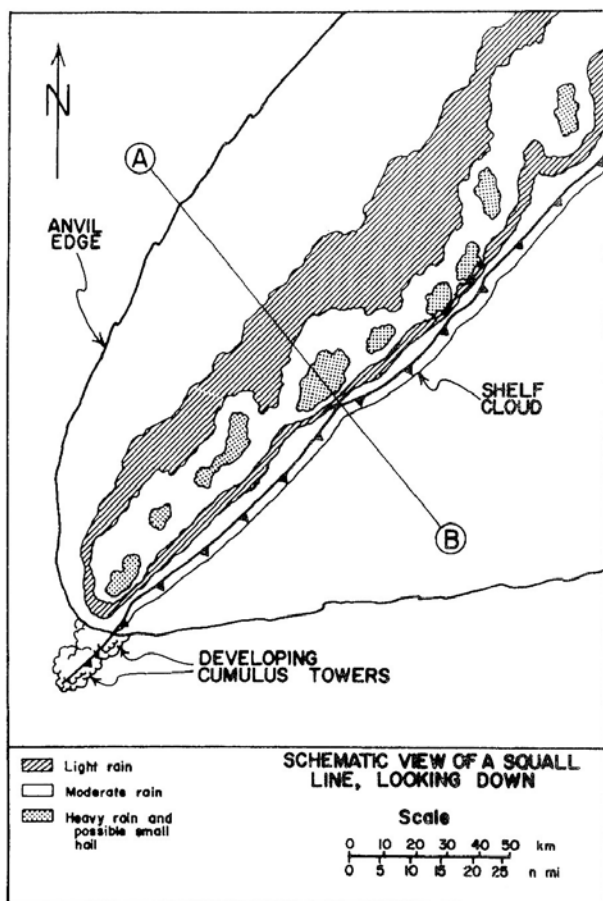 N
A
ANVIL
EDGE
SHELF
CLOUD
B
DEVELOPING
CUMULUS TOWERS
Light rain
Moderate rain
Heavy rain and
possible small
hail
SCHEMATIC VIEW OF A SQUALL
LINE, LOOKING DOWN
Scale
0 10 20 30 40 50 km
0 5 10 15 20 25 n mi